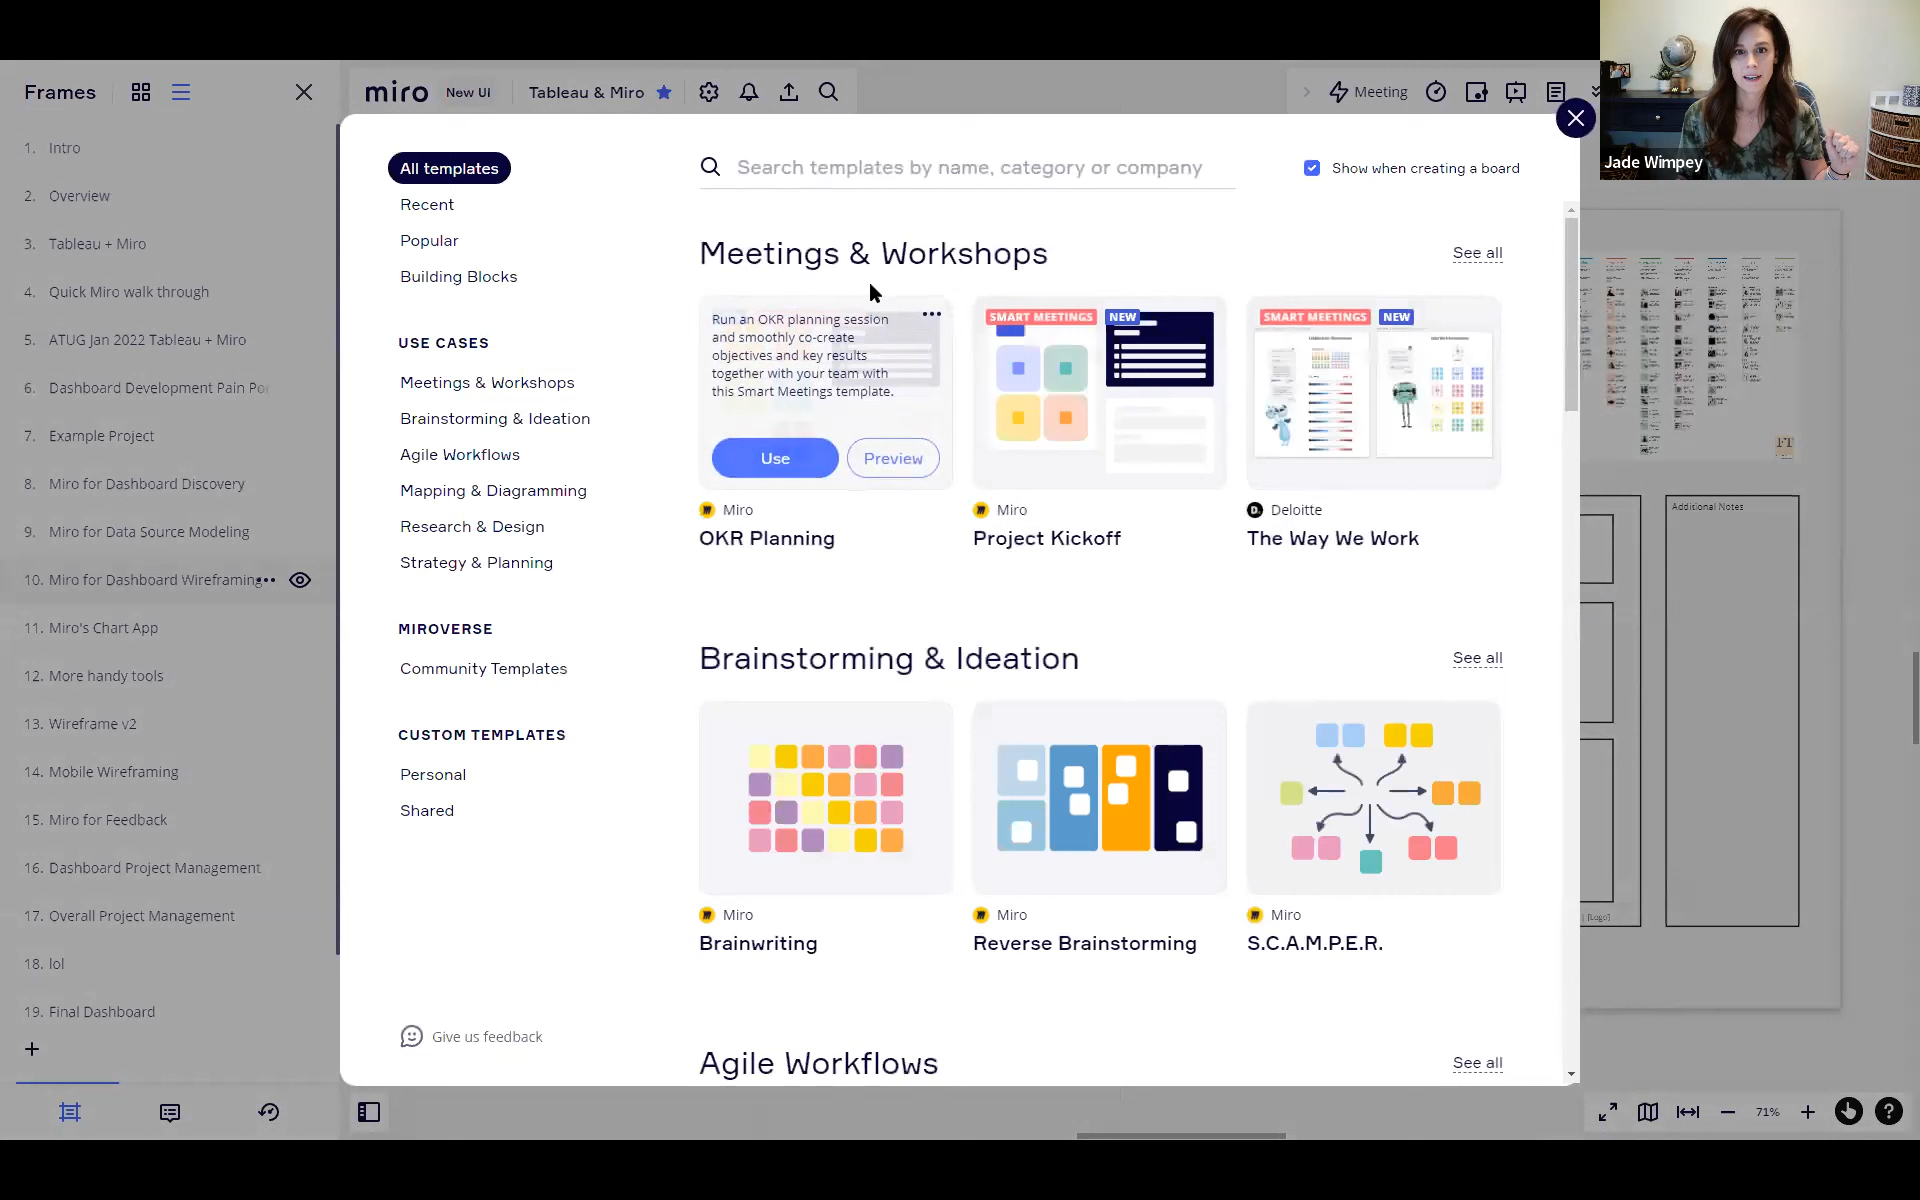 Frames
miro
New UI
Tableau & Miro
Meeting
Jade Wimpey
1. Intro
2. Overview
3. Tableau + Miro
4. Quick Miro walk through
5. ATUG Jan 2022 Tableau + Miro
6. Dashboard Development Pain
7. Example Project
8. Miro for Dashboard Discovery
9. Miro for Data Source Modeling
10. Miro for Dashboard Wireframing
11. Miro's Chart App
12. More handy tools
13. Wireframe v2
14. Mobile Wireframing
15. Miro for Feedback
16. Dashboard Project Management
17. Overall Project Management
18. lol
19. Final Dashboard
All templates
Recent
Popular
Building Blocks
USE CASES
Meetings & Workshops
Brainstorming & Ideation
Agile Workflows
Mapping & Diagramming
Research & Design
Strategy & Planning
MIROVERSE
Community Templates
CUSTOM TEMPLATES
Personal
Shared
Give us feedback
Search templates by name, category or company
Show when creating a board
Meetings & Workshops
See all
Run an OKR planning session
and smoothly co-create
objectives and key results
together with your team with
this Smart Meetings template.
Use
Preview
Miro
OKR Planning
SMART MEETINGS
NEW
Miro
Project Kickoff
SMART MEETINGS
NEW
D.
Deloitte
The Way We Work
Brainstorming & Ideation
See all
Miro
Brainwriting
Miro
Reverse Brainstorming
Miro
S.C.A.M.P.E.R.
Agile Workflows
See all
FT
Additional Notes
| [Logo]
71%
?